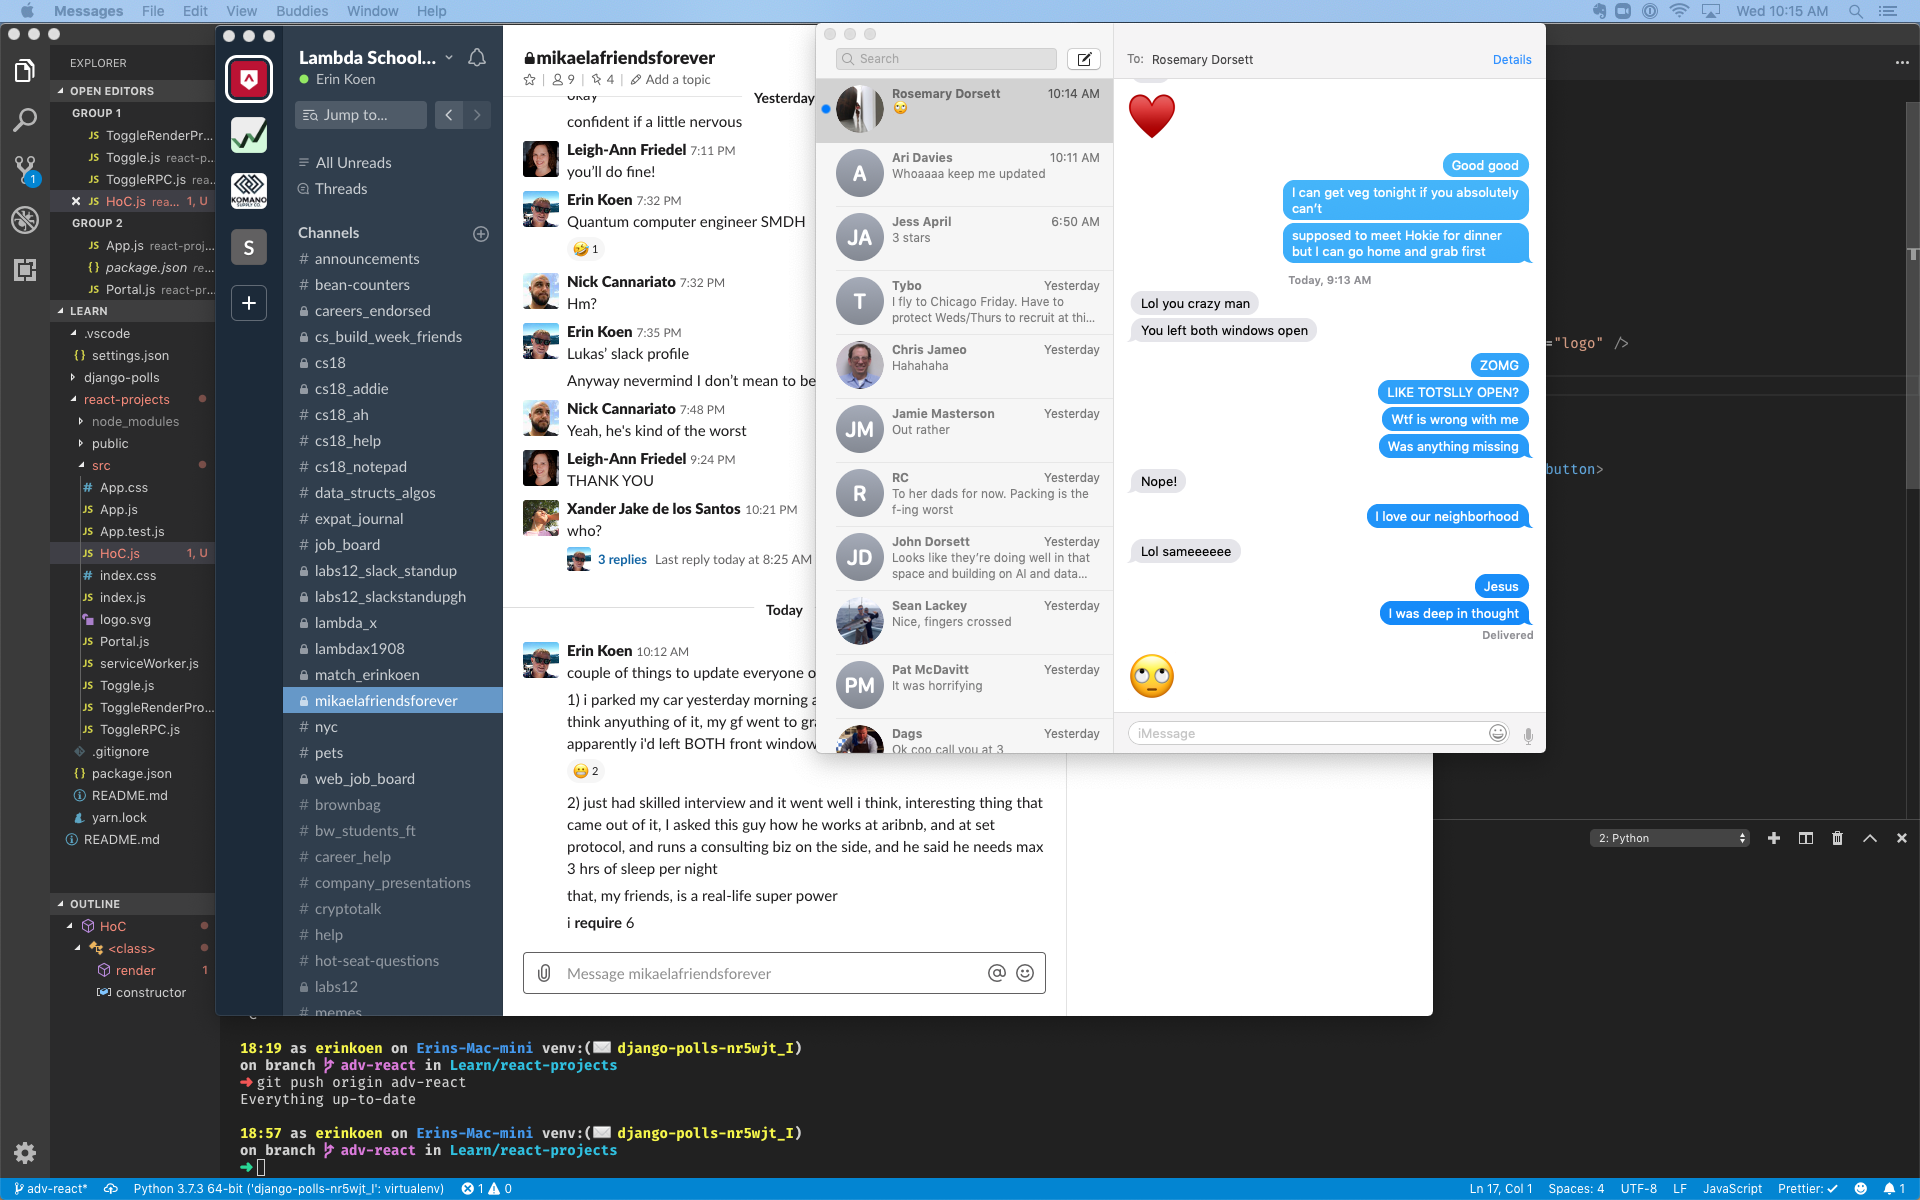 Messages File Edit View Buddies Window Help
Wed 10:15 AM
EXPLORER
OPEN EDITORS
GROUP 1
JS ToggleRenderPr...
JS Toggle.js react-p...
JS ToggleRPC.js rea...
HoC.js rea... 1, U
GROUP 2
JS App.js react-proj...
{} package.json re...
JS Portal.js react-pr...
LEARN
.vscode
{} settings.json
django-polls
react-projects
node_modules
public
src
# App.css
JS App.js
JS App.test.js
JS HoC.js 1, U
# index.css
JS index.js
logo.svg
JS Portal.js
JS serviceWorker.js
JS Toggle.js
JS ToggleRenderPro...
JS ToggleRPC.js
.gitignore
{} package.json
README.md
yarn.lock
README.md
OUTLINE
HoC
<class>
render 1
constructor
KOMANO
SUPPLY CO.
S
+
Lambda School...
Erin Koen
Jump to...
All Unreads
Threads
Channels
# announcements
# bean-counters
careers_endorsed
cs_build_week_friends
cs18
# cs18_addie
# cs18_ah
# cs18_help
# cs18_notepad
# data_structs_algos
# expat_journal
# job_board
labs12_slack_standup
labs12_slackstandupgh
lambda_x
lambdax1908
match_erinkoen
mikaelafriendsforever
# nyc
# pets
web_job_board
# brownbag
# bw_students_ft
# career_help
# company_presentations
# cryptotalk
# help
# hot-seat-questions
labs12
# memes
mikaelafriendsforever
9 | 4 | Add a topic
okay
Yesterday
confident if a little nervous
Leigh-Ann Friedel 7:11 PM
you'll do fine!
Erin Koen 7:32 PM
Quantum computer engineer SMDH
🤣 1
Nick Cannariato 7:32 PM
Hm?
Erin Koen 7:35 PM
Lukas’ slack profile
Anyway nevermind I don’t mean to be
Nick Cannariato 7:48 PM
Yeah, he's kind of the worst
Leigh-Ann Friedel 9:24 PM
THANK YOU
Xander Jake de los Santos 10:21 PM
who?
3 replies Last reply today at 8:25 AM
Today
Erin Koen 10:12 AM
couple of things to update everyone o
1) i parked my car yesterday morning a
think anyuthing of it, my gf went to gra
apparently i'd left BOTH front window
😬 2
2) just had skilled interview and it went well i think, interesting thing that
came out of it, I asked this guy how he works at aribnb, and at set
protocol, and runs a consulting biz on the side, and he said he needs max
3 hrs of sleep per night
that, my friends, is a real-life super power
i require 6
Message mikaelafriendsforever
Search
Rosemary Dorsett 10:14 AM
🙄
A
Ari Davies 10:11 AM
Whoaaaa keep me updated
JA
Jess April 6:50 AM
3 stars
T
Tybo Yesterday
I fly to Chicago Friday. Have to
protect Weds/Thurs to recruit at thi...
Chris Jameo Yesterday
Hahahaha
JM
Jamie Masterson Yesterday
Out rather
R
RC Yesterday
To her dads for now. Packing is the
f-ing worst
JD
John Dorsett Yesterday
Looks like they’re doing well in that
space and building on AI and data...
Sean Lackey Yesterday
Nice, fingers crossed
PM
Pat McDavitt Yesterday
It was horrifying
Dags Yesterday
Ok coo call you at 3
To: Rosemary Dorsett Details
Good good
I can get veg tonight if you absolutely
can’t
supposed to meet Hokie for dinner
but I can go home and grab first
Today, 9:13 AM
Lol you crazy man
You left both windows open
ZOMG
LIKE TOTSLLY OPEN?
Wtf is wrong with me
Was anything missing
Nope!
I love our neighborhood
Lol sameeeeee
Jesus
I was deep in thought
Delivered
🙄
iMessage
="logo" />
button>
2: Python
18:19 as erinkoen on Erins-Mac-mini venv:(✉ django-polls-nr5wjt_I)
on branch adv-react in Learn/react-projects
➜ git push origin adv-react
Everything up-to-date
18:57 as erinkoen on Erins-Mac-mini venv:(✉ django-polls-nr5wjt_I)
on branch adv-react in Learn/react-projects
➜
adv-react* Python 3.7.3 64-bit ('django-polls-nr5wjt_I': virtualenv) 1 0
Ln 17, Col 1 Spaces: 4 UTF-8 LF JavaScript Prettier: ✓ 1